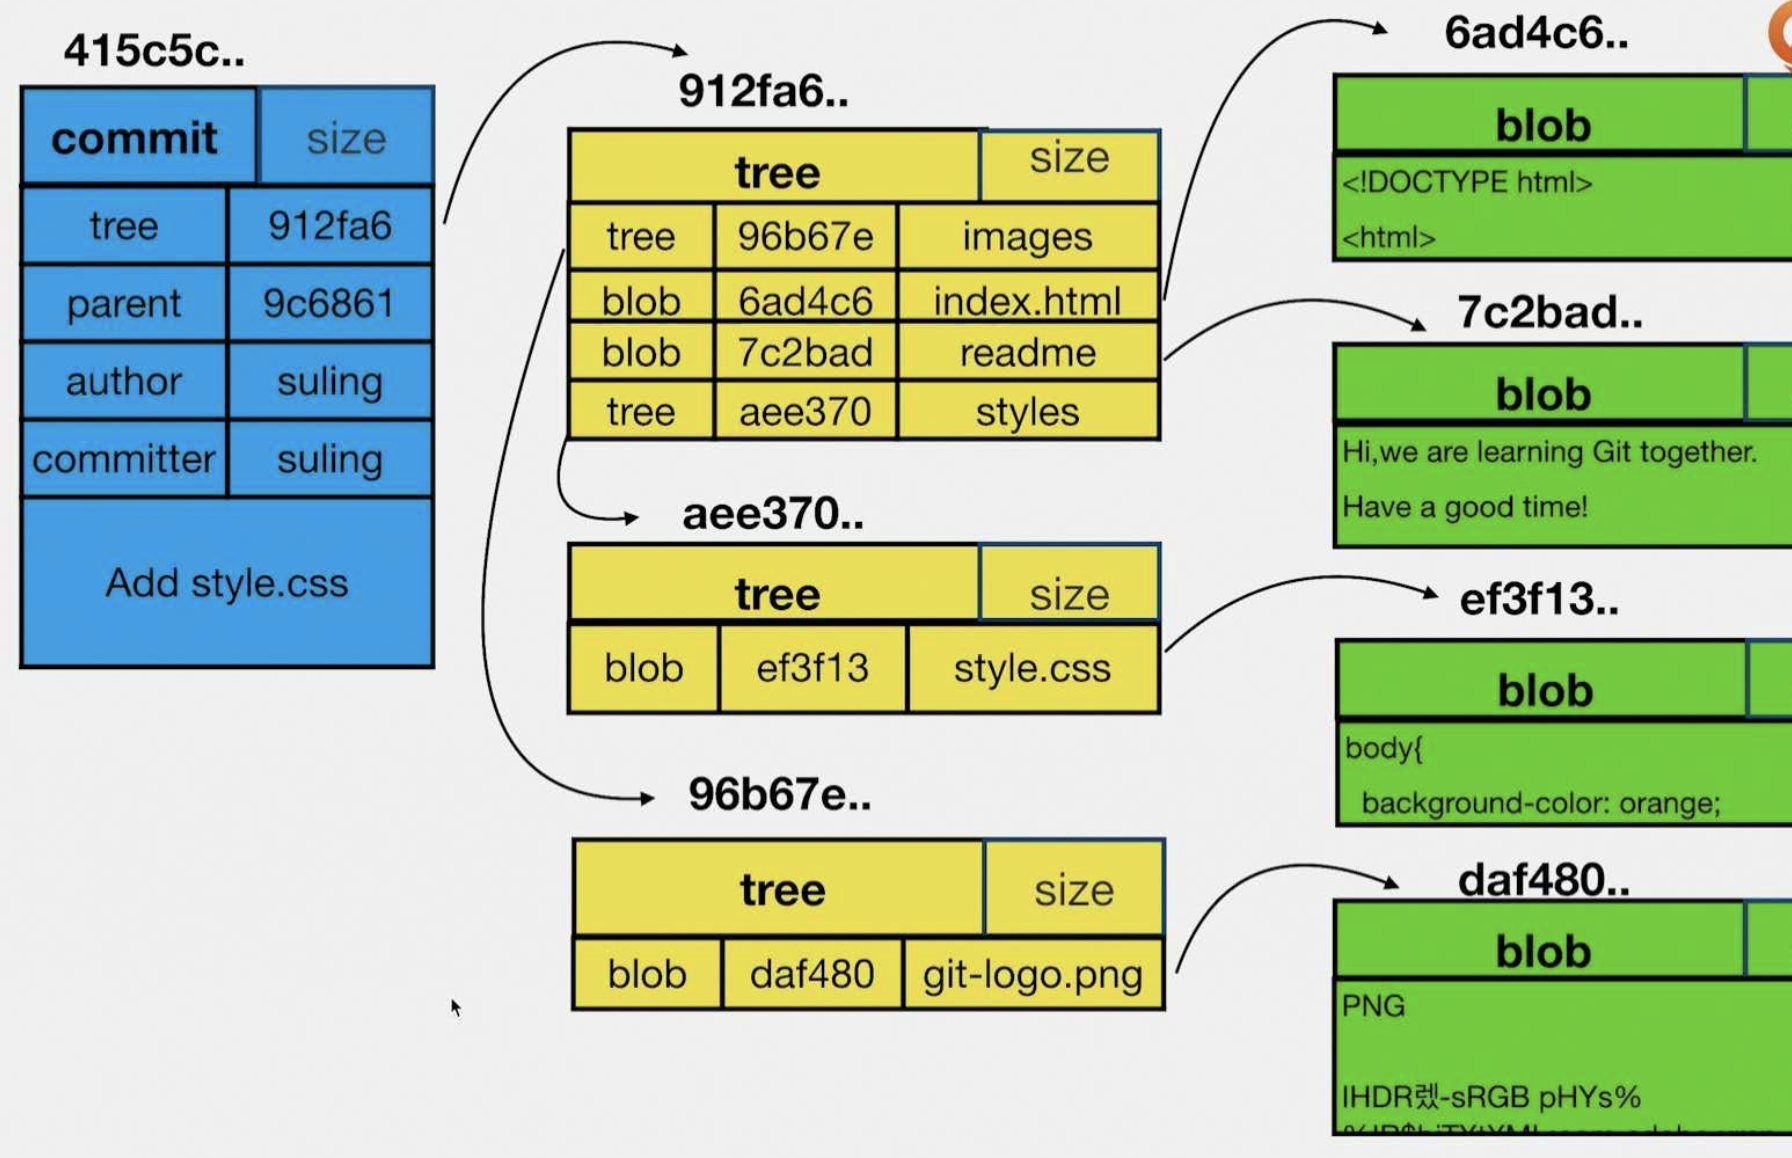 415c5c..
commit size
tree 912fa6
parent 9c6861
author suling
committer suling
Add style.css
912fa6..
tree size
tree 96b67e images
blob 6ad4c6 index.html
blob 7c2bad readme
tree aee370 styles
aee370..
tree size
blob ef3f13 style.css
96b67e..
tree size
blob daf480 git-logo.png
6ad4c6..
blob
<!DOCTYPE html>
<html>
7c2bad..
blob
Hi,we are learning Git together.
Have a good time!
ef3f13..
blob
body{
background-color: orange;
daf480..
blob
PNG
IHDR렜-sRGB pHYs%